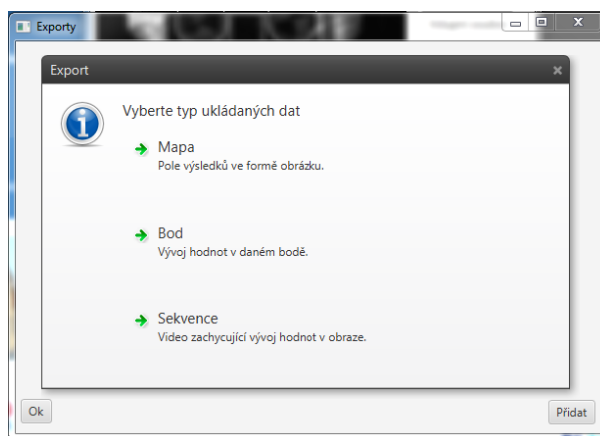 Exporty
Export
Vyberte typ ukládaných dat
Mapa
Pole výsledků ve formě obrázku.
Bod
Vývoj hodnot v daném bodě.
Sekvence
Video zachycující vývoj hodnot v obraze.
Ok
Přidat